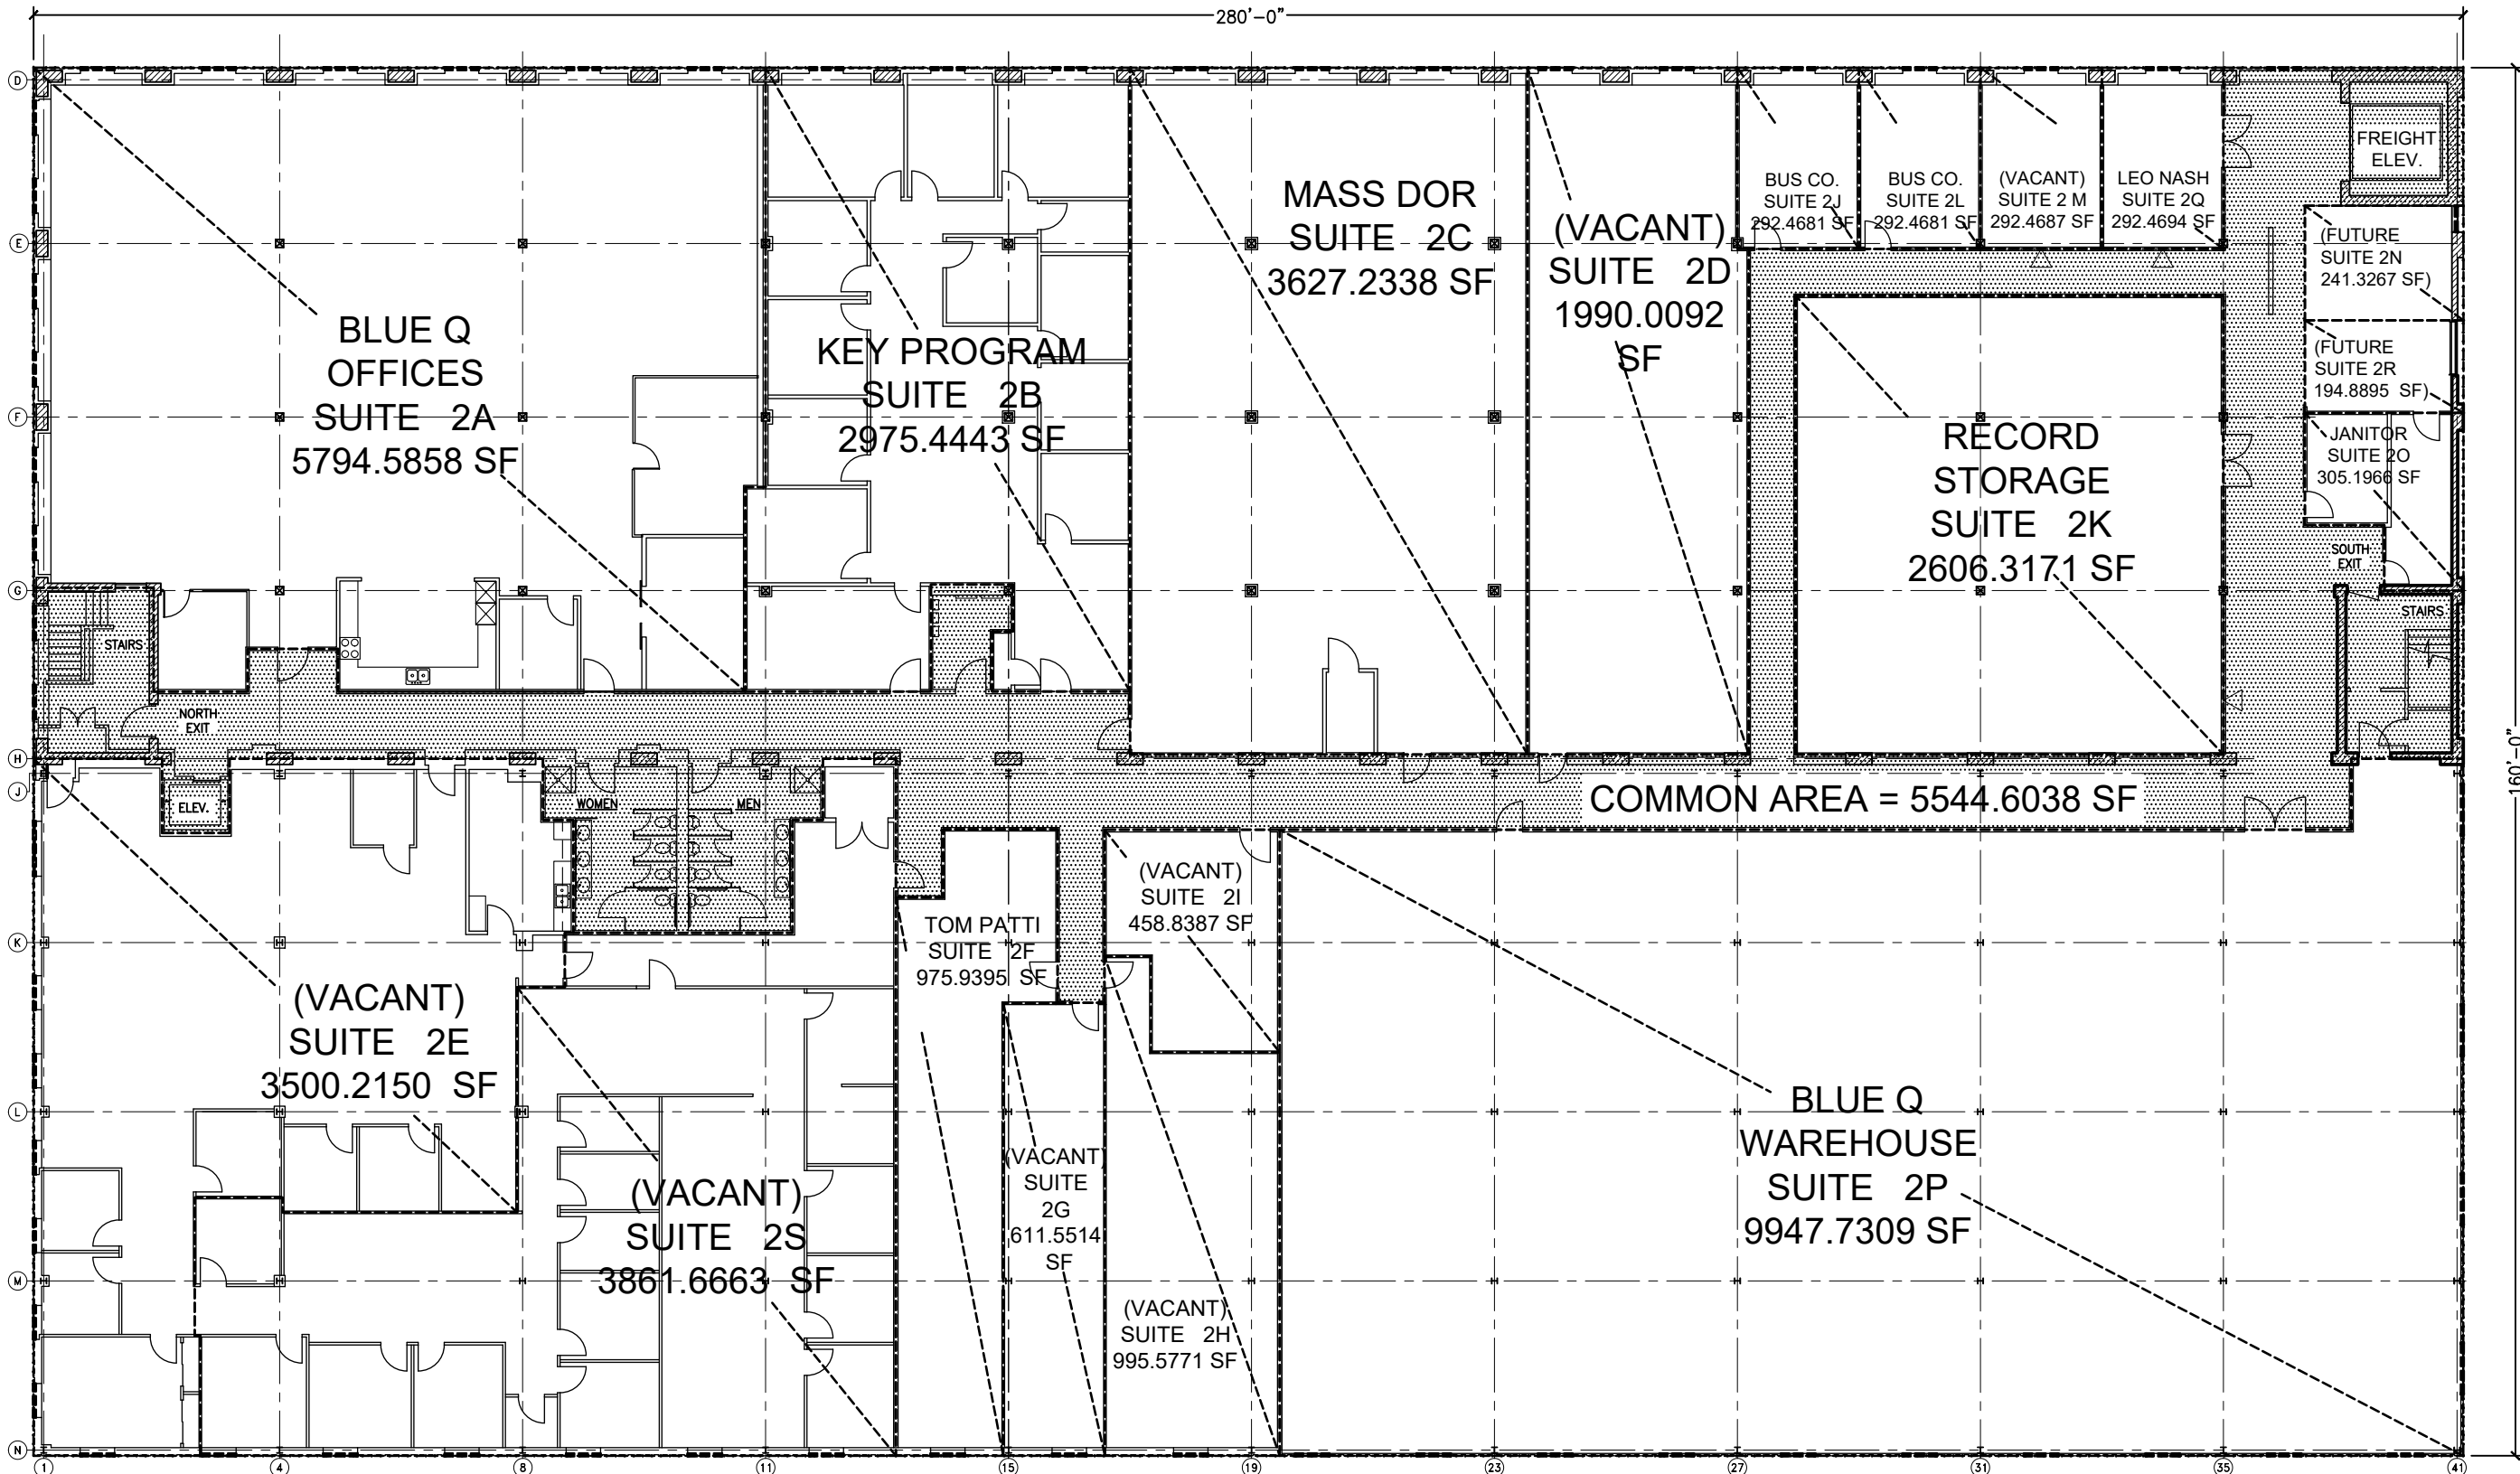 280'-0"
D
E
F
G
H
J
K
L
M
N
BLUE Q
OFFICES
SUITE 2A
5794.5858 SF
KEY PROGRAM
SUITE 2B
2975.4443 SF
MASS DOR
SUITE 2C
3627.2338 SF
(VACANT)
SUITE 2D
1990.0092
SF
BUS CO.
SUITE 2J
292.4681 SF
BUS CO.
SUITE 2L
292.4681 SF
(VACANT)
SUITE 2 M
292.4687 SF
LEO NASH
SUITE 2Q
292.4694 SF
FREIGHT
ELEV.
(FUTURE
SUITE 2N
241.3267 SF)
(FUTURE
SUITE 2R
194.8895 SF)
JANITOR
SUITE 2O
305.1966 SF
RECORD
STORAGE
SUITE 2K
2606.3171 SF
SOUTH
EXIT
STAIRS
STAIRS
NORTH
EXIT
160'-0"
ELEV.
WOMEN
MEN
COMMON AREA = 5544.6038 SF
(VACANT)
SUITE 2I
458.8387 SF
TOM PATTI
SUITE 2F
975.9395 SF
(VACANT)
SUITE 2E
3500.2150 SF
(VACANT)
SUITE 2S
3861.6663 SF
(VACANT)
SUITE
2G
611.5514
SF
(VACANT)
SUITE 2H
995.5771 SF
BLUE Q
WAREHOUSE
SUITE 2P
9947.7309 SF
1
4
8
11
15
19
23
27
31
35
41